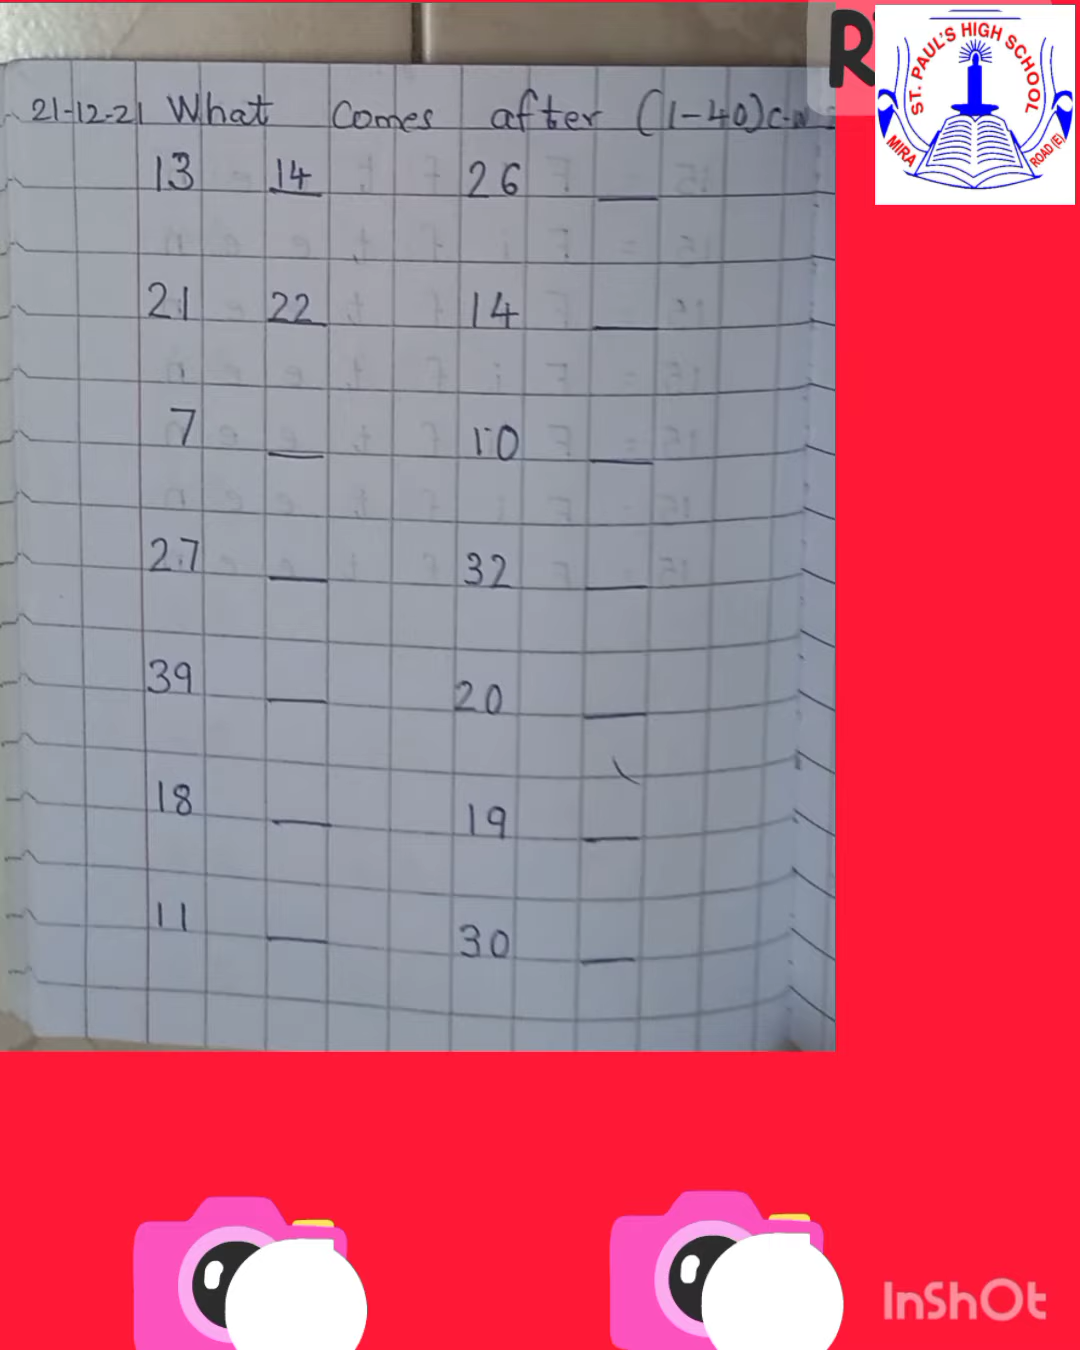 21-12-21 What comes after (1-40) C.W
13 14 26
21 22 14
7 10
27 32
39 20
18 19
11 30
ST. PAUL'S HIGH SCHOOL
MIRA ROAD (E)
InShOt